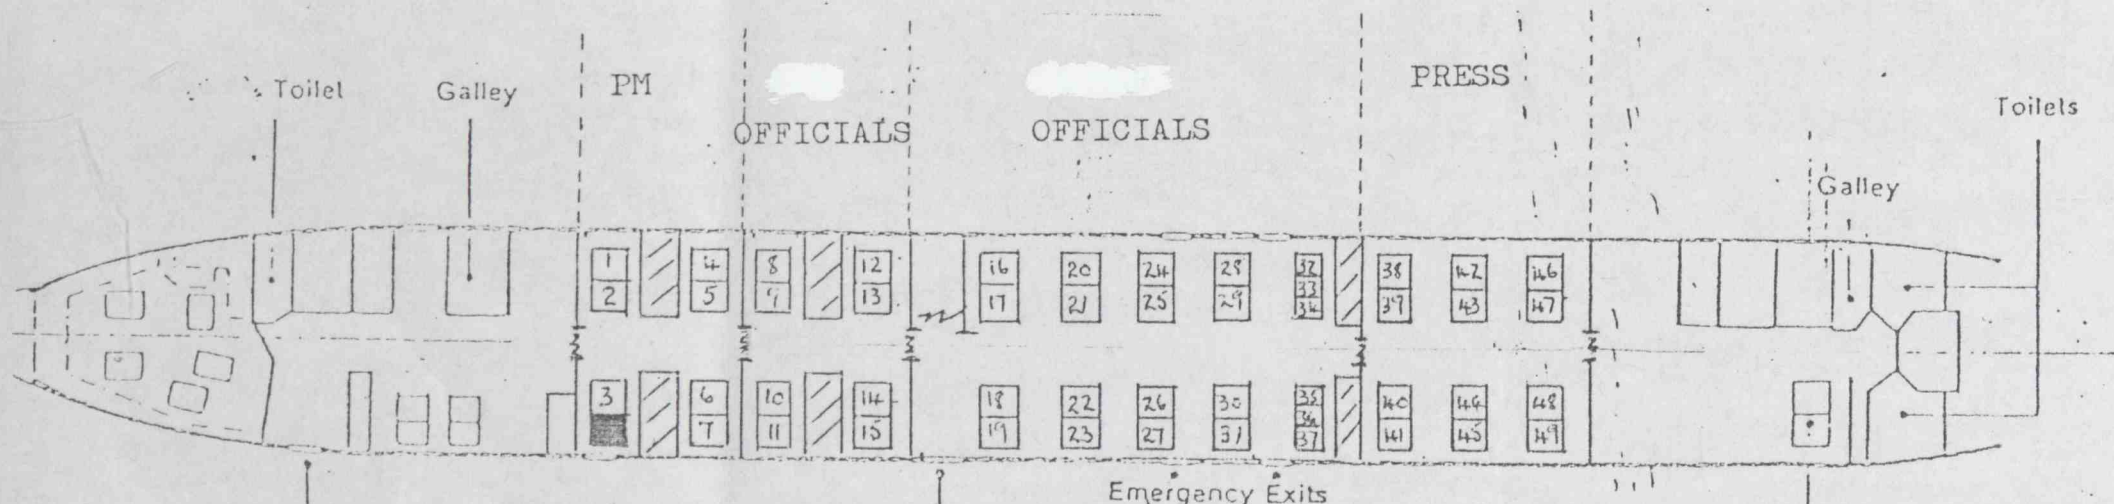 PM
PRESS
Toilet
Galley
Toilets
OFFICIALS
OFFICIALS
Galley
1 4 8 12 16 20 24 28 32 38 42 46
2 5 9 13 17 21 25 29 33 39 43 47
34
3 6 10 14 18 22 26 30 35 40 44 48
7 11 15 19 23 27 31 36 41 45 49
37
Emergency Exits